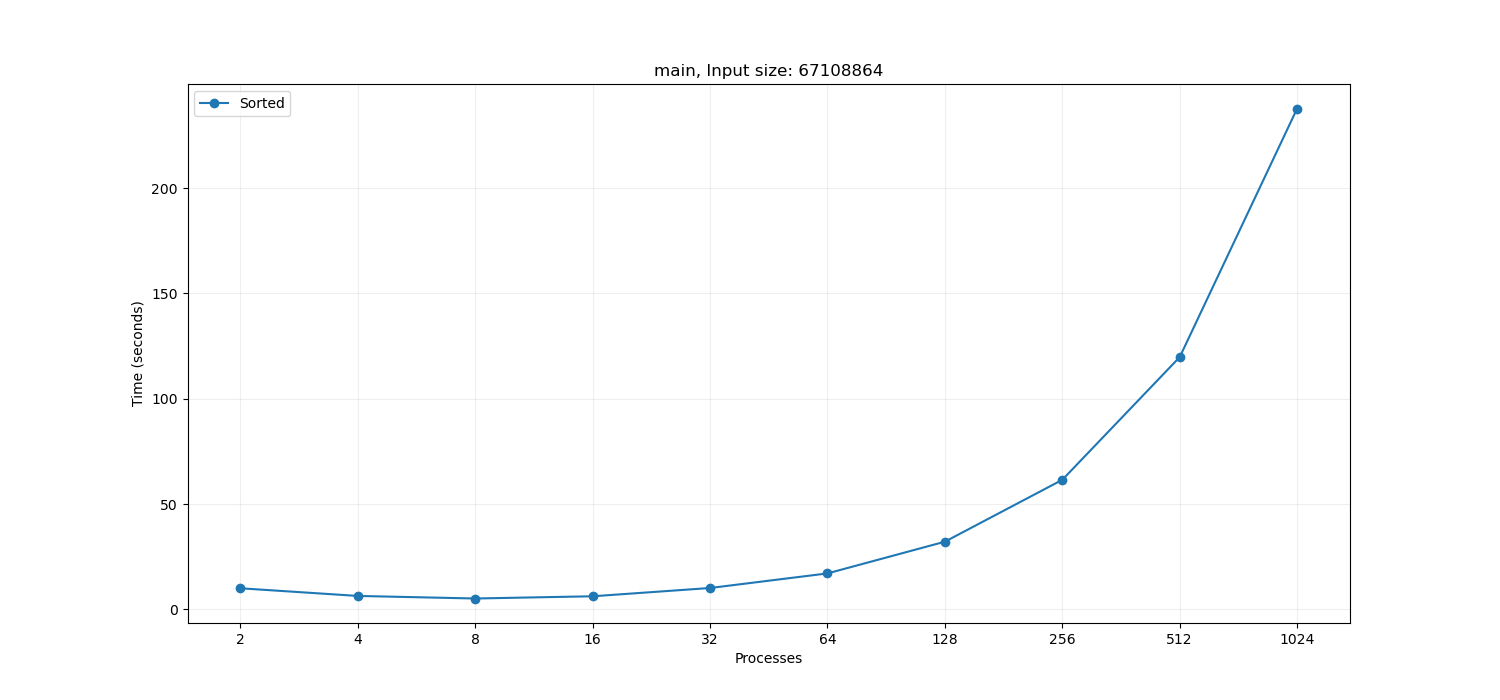 main, Input size: 67108864
Sorted
Time (seconds)
200
150
100
50
0
2 4 8 16 32 64 128 256 512 1024
Processes